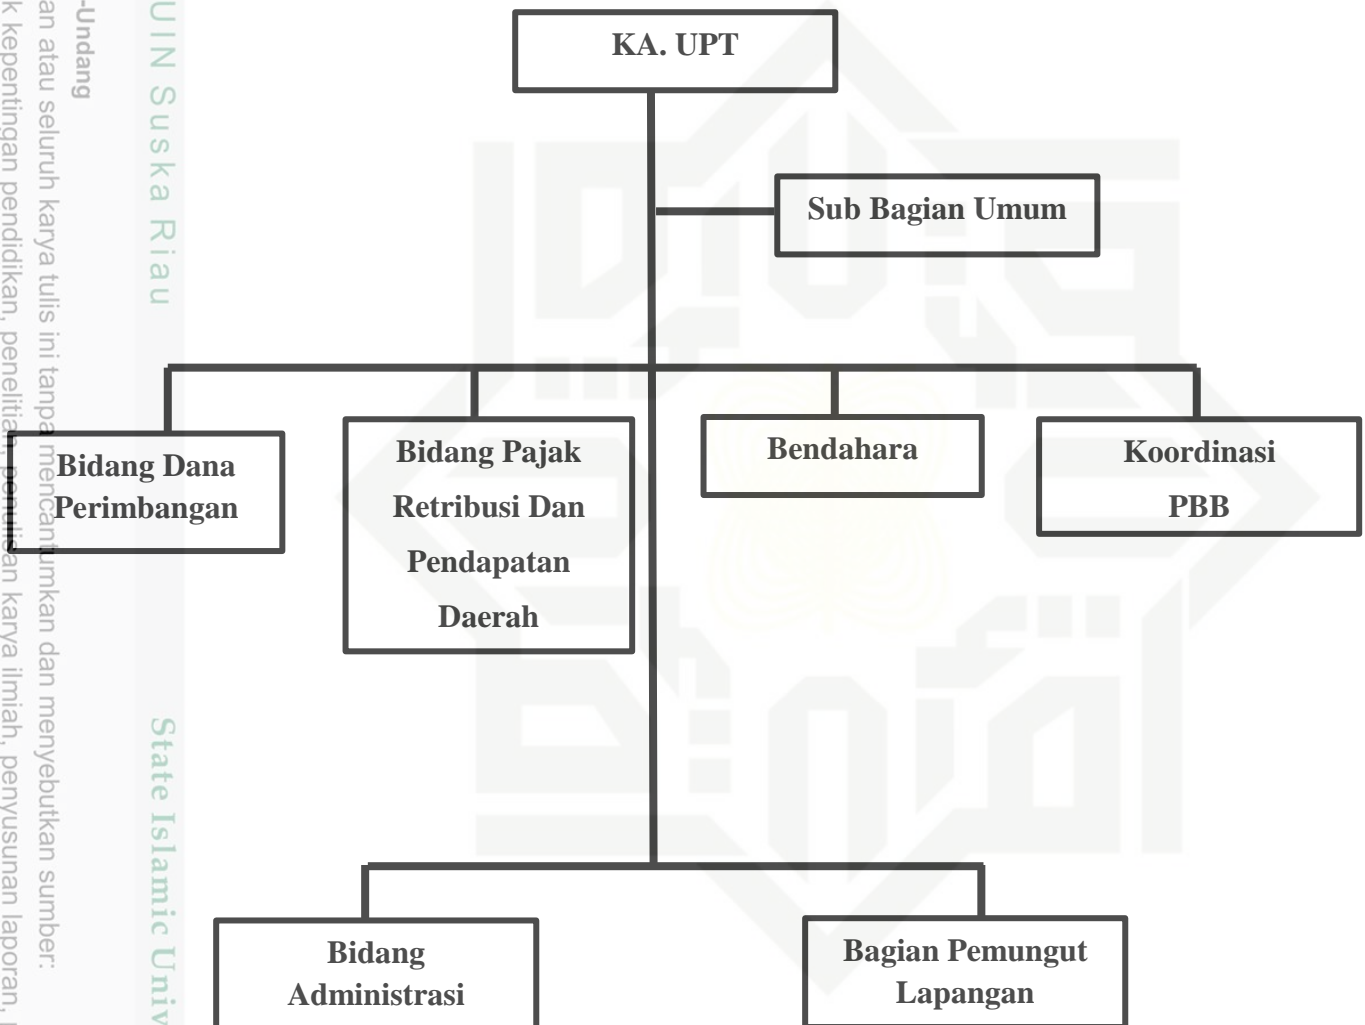 KA. UPT
Sub Bagian Umum
Bidang Dana
Perimbangan
Bidang Pajak
Retribusi Dan
Pendapatan
Daerah
Bendahara
Koordinasi
PBB
Bidang
Administrasi
Bagian Pemungut
Lapangan
UIN Suska Riau
State Islamic Univ
-Undang
an atau seluruh karya tulis ini tanpa mencantumkan dan menyebutkan sumber:
k kepentingan pendidikan, penelitian, penulisan karya ilmiah, penyusunan laporan,